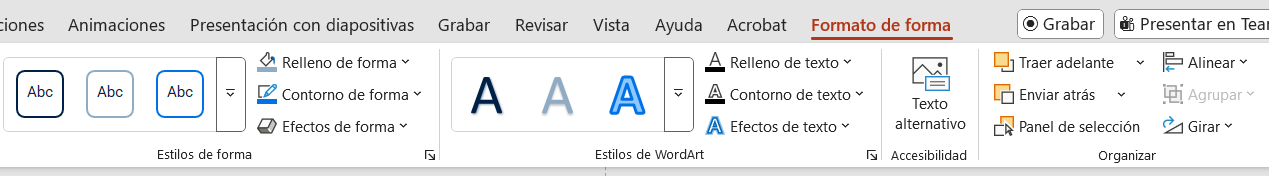 ciones Animaciones Presentación con diapositivas Grabar Revisar Vista Ayuda Acrobat Formato de forma Grabar Presentar en Tear
Abc Abc Abc
Relleno de forma
Contorno de forma
Efectos de forma
Estilos de forma
A A A
Relleno de texto
Contorno de texto
Efectos de texto
Estilos de WordArt
Texto
alternativo
Accesibilidad
Traer adelante
Enviar atrás
Panel de selección
Alinear
Agrupar
Girar
Organizar